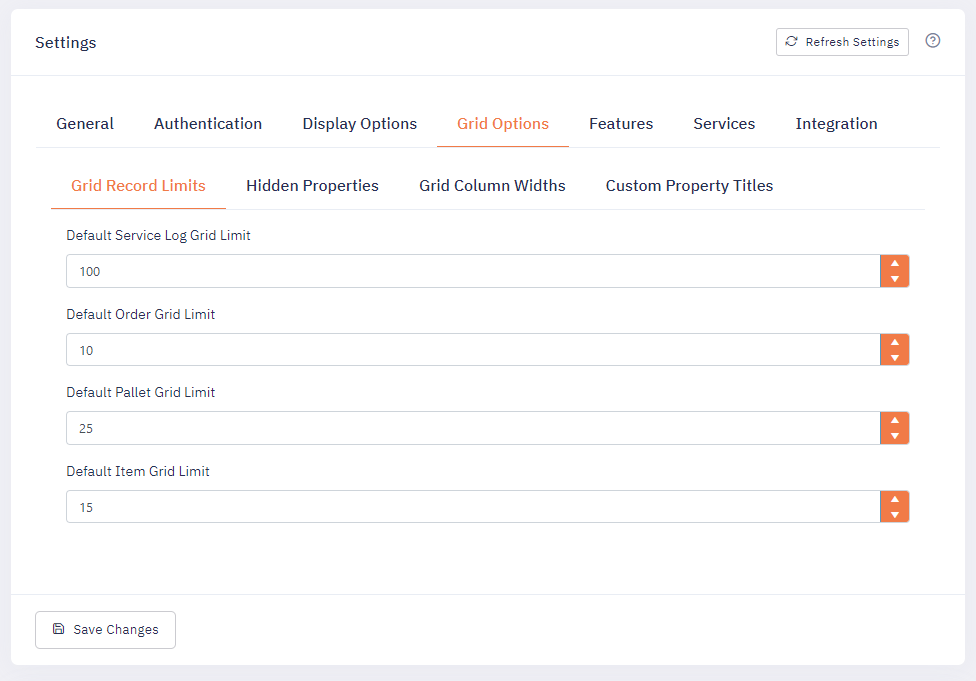 Settings
Refresh Settings
General Authentication Display Options Grid Options Features Services Integration
Grid Record Limits Hidden Properties Grid Column Widths Custom Property Titles
Default Service Log Grid Limit
100
Default Order Grid Limit
10
Default Pallet Grid Limit
25
Default Item Grid Limit
15
Save Changes